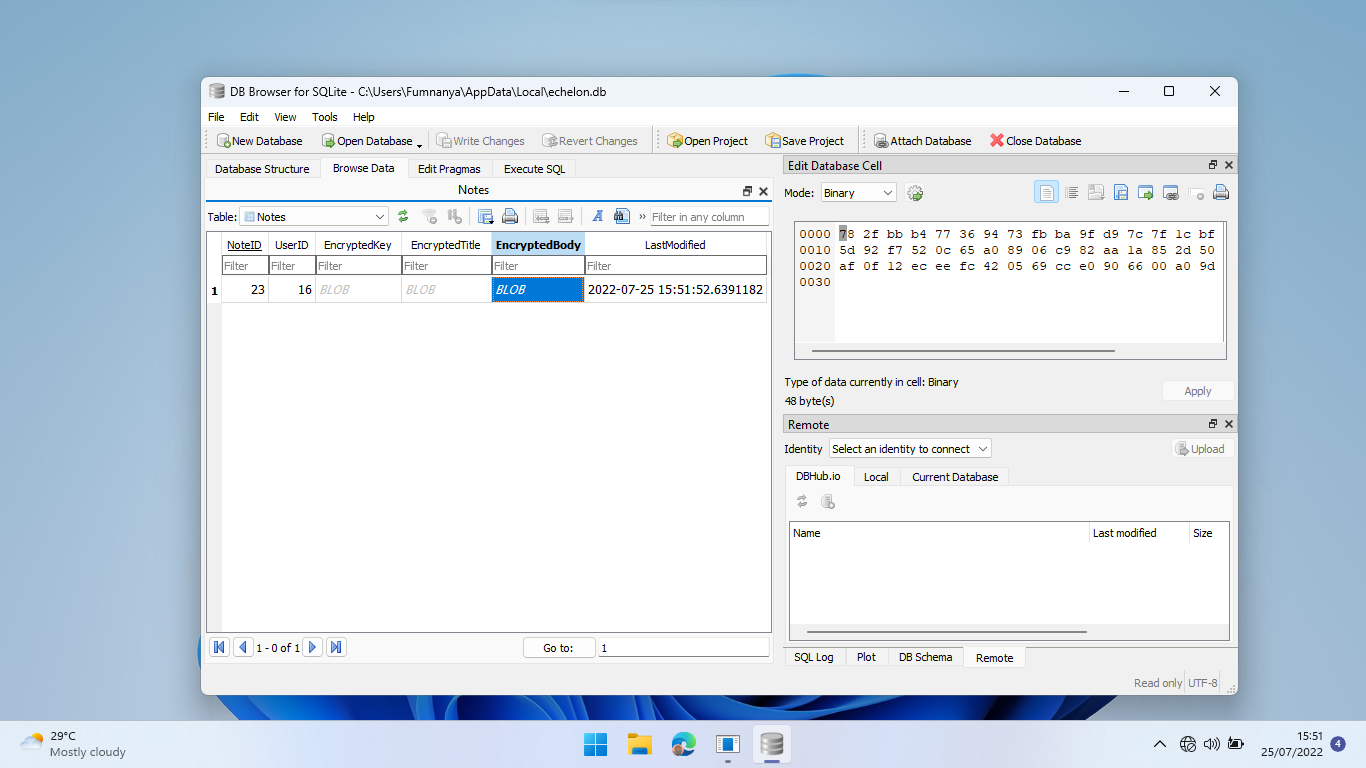 DB Browser for SQLite - C:\Users\Fumnanya\AppData\Local\echelon.db
File Edit View Tools Help
New Database Open Database Write Changes Revert Changes Open Project Save Project Attach Database Close Database
Database Structure Browse Data Edit Pragmas Execute SQL
Notes
Table: Notes » Filter in any column
NoteID UserID EncryptedKey EncryptedTitle EncryptedBody LastModified
Filter Filter Filter Filter Filter Filter
1 23 16 BLOB BLOB BLOB 2022-07-25 15:51:52.6391182
1 - 0 of 1 Go to: 1
Edit Database Cell
Mode: Binary
0000 78 2f bb b4 77 36 94 73 fb ba 9f d9 7c 7f 1c bf
0010 5d 92 f7 52 0c 65 a0 89 06 c9 82 aa 1a 85 2d 50
0020 af 0f 12 ec ee fc 42 05 69 cc e0 90 66 00 a0 9d
0030
Type of data currently in cell: Binary
48 byte(s)
Apply
Remote
Identity Select an identity to connect Upload
DBHub.io Local Current Database
Name Last modified Size
SQL Log Plot DB Schema Remote
Read only UTF-8
29°C
Mostly cloudy
15:51
25/07/2022
4